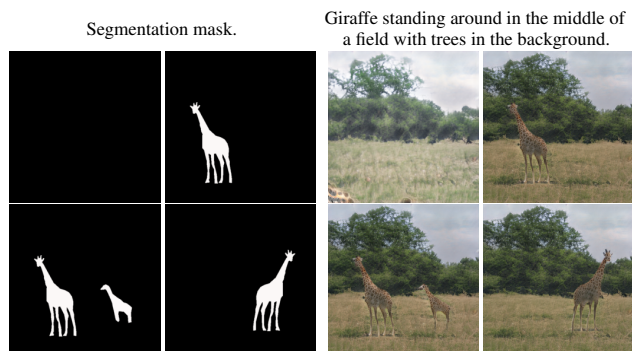 Segmentation mask.
Giraffe standing around in the middle of
a field with trees in the background.